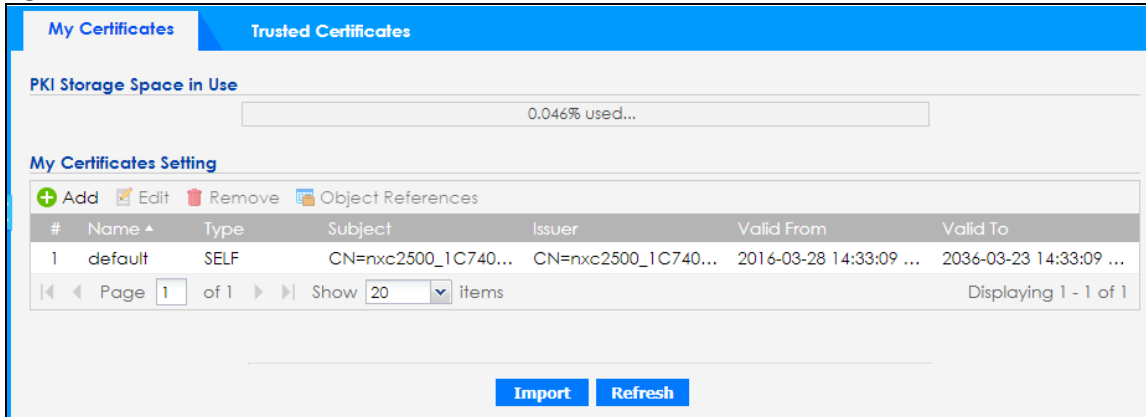 My Certificates Trusted Certificates
PKI Storage Space in Use
0.046% used...
My Certificates Setting
Add Edit Remove Object References
# Name Type Subject Issuer Valid From Valid To
1 default SELF CN=nxc2500_1C740... CN=nxc2500_1C740... 2016-03-28 14:33:09 ... 2036-03-23 14:33:09 ...
Page 1 of 1 Show 20 items Displaying 1 - 1 of 1
Import Refresh